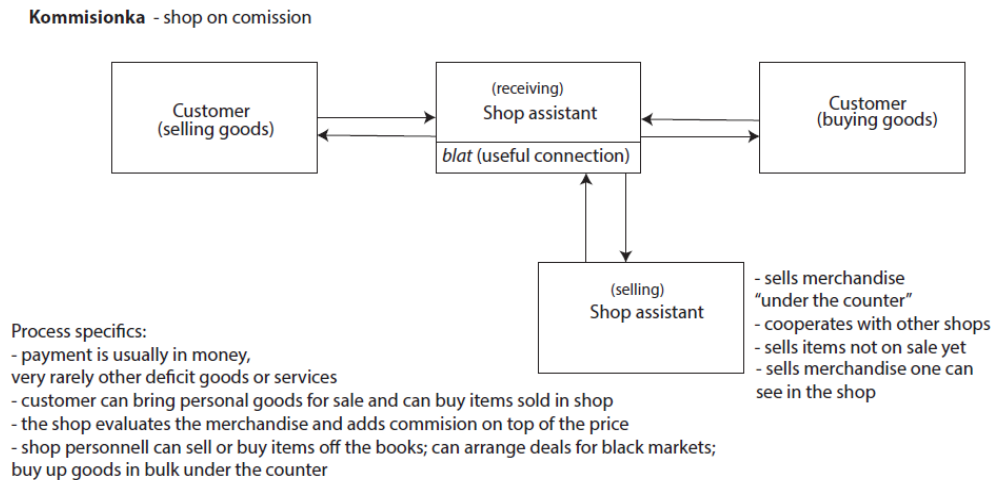 Kommisionka - shop on comission
Customer
(selling goods)
(receiving)
Shop assistant
blat (useful connection)
Customer
(buying goods)
(selling)
Shop assistant
- sells merchandise
“under the counter”
- cooperates with other shops
- sells items not on sale yet
- sells merchandise one can
see in the shop
Process specifics:
- payment is usually in money,
very rarely other deficit goods or services
- customer can bring personal goods for sale and can buy items sold in shop
- the shop evaluates the merchandise and adds commision on top of the price
- shop personnell can sell or buy items off the books; can arrange deals for black markets;
buy up goods in bulk under the counter